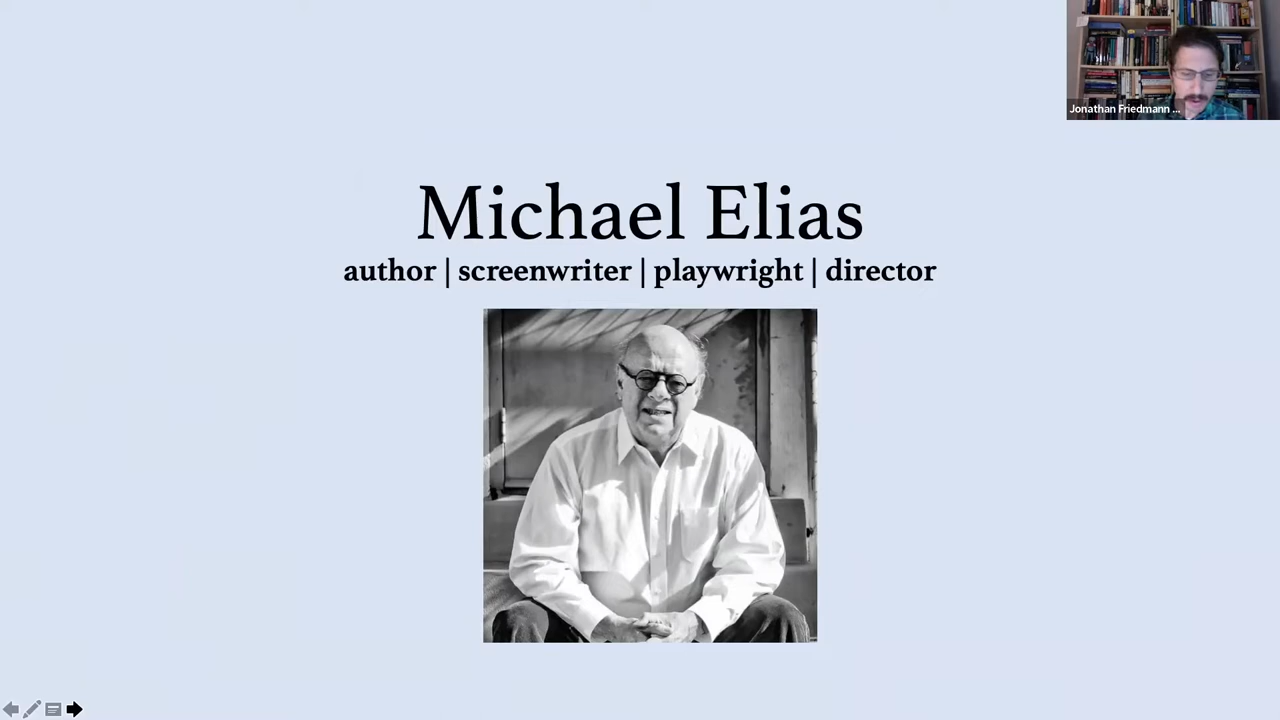 Jonathan Friedmann ...
Michael Elias
author | screenwriter | playwright | director